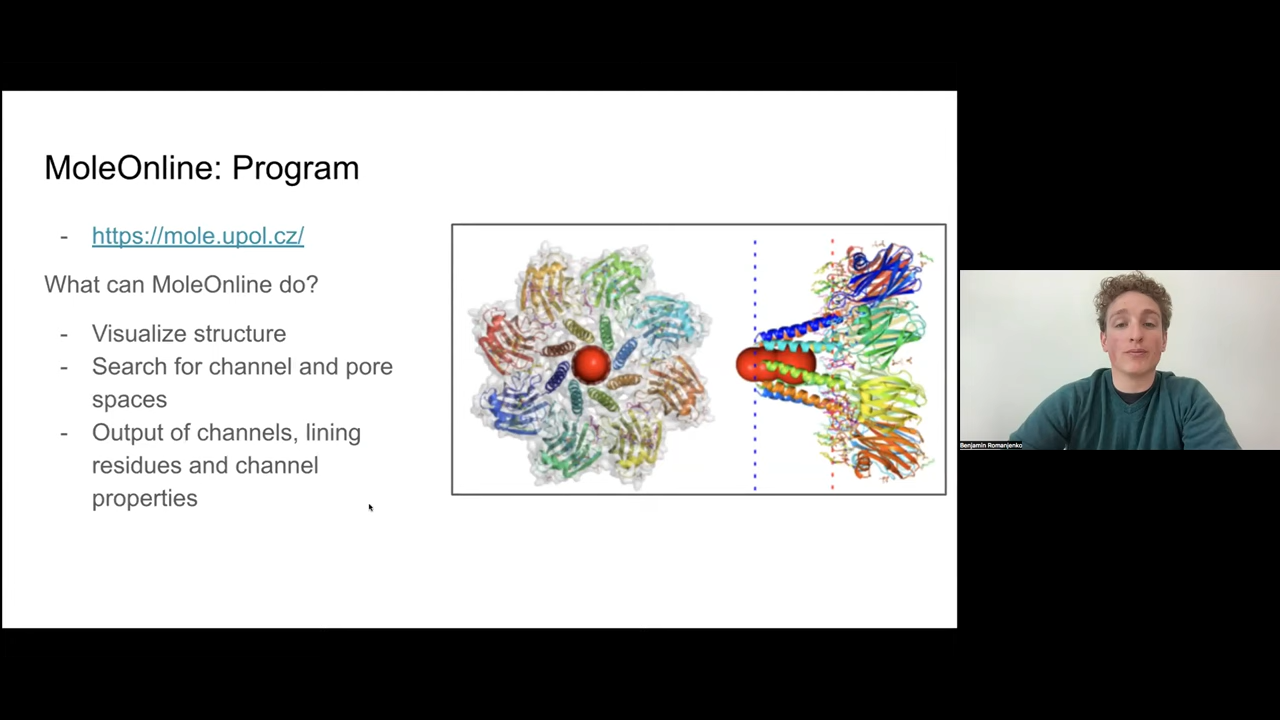 MoleOnline: Program
- https://mole.upol.cz/
What can MoleOnline do?
- Visualize structure
- Search for channel and pore
spaces
- Output of channels, lining
residues and channel
properties
Benjamin Romanjenko